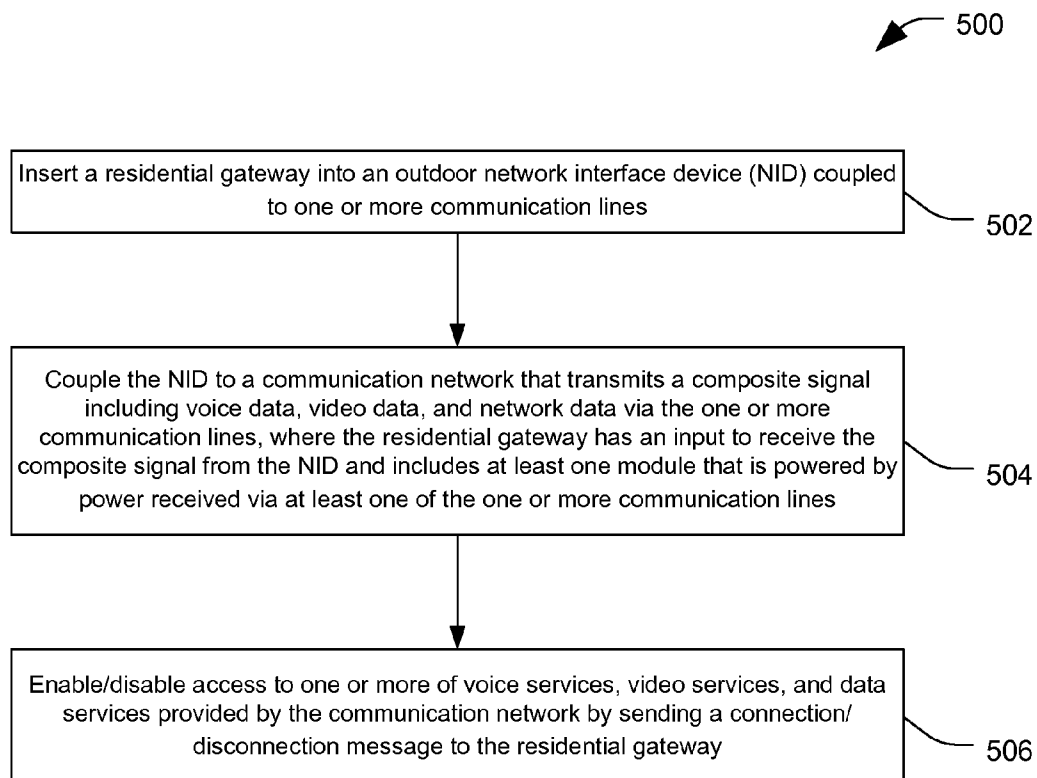 500
Insert a residential gateway into an outdoor network interface device (NID) coupled
to one or more communication lines
502
Couple the NID to a communication network that transmits a composite signal
including voice data, video data, and network data via the one or more
communication lines, where the residential gateway has an input to receive the
composite signal from the NID and includes at least one module that is powered by
power received via at least one of the one or more communication lines
504
Enable/disable access to one or more of voice services, video services, and data
services provided by the communication network by sending a connection/
disconnection message to the residential gateway
506